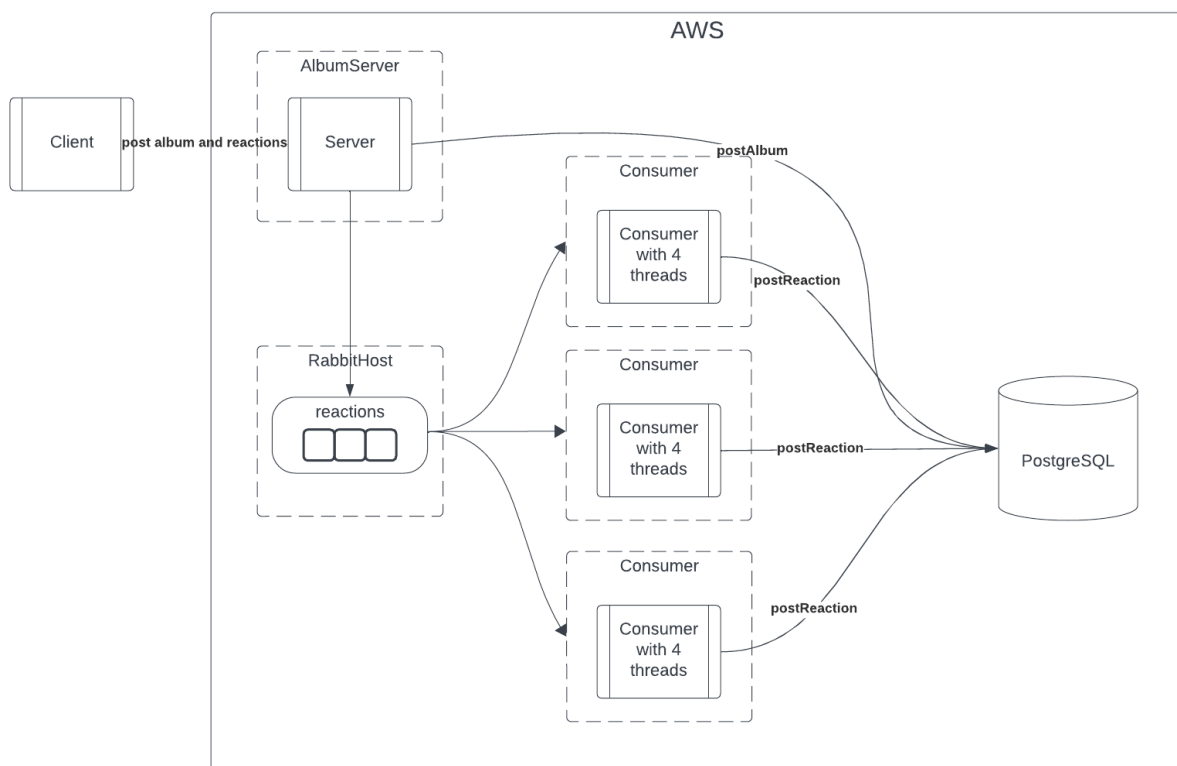 AWS
AlbumServer
Client
post album and reactions
Server
postAlbum
Consumer
Consumer
with 4
threads
postReaction
RabbitHost
reactions
Consumer
Consumer
with 4
threads
postReaction
PostgreSQL
Consumer
Consumer
with 4
threads
postReaction